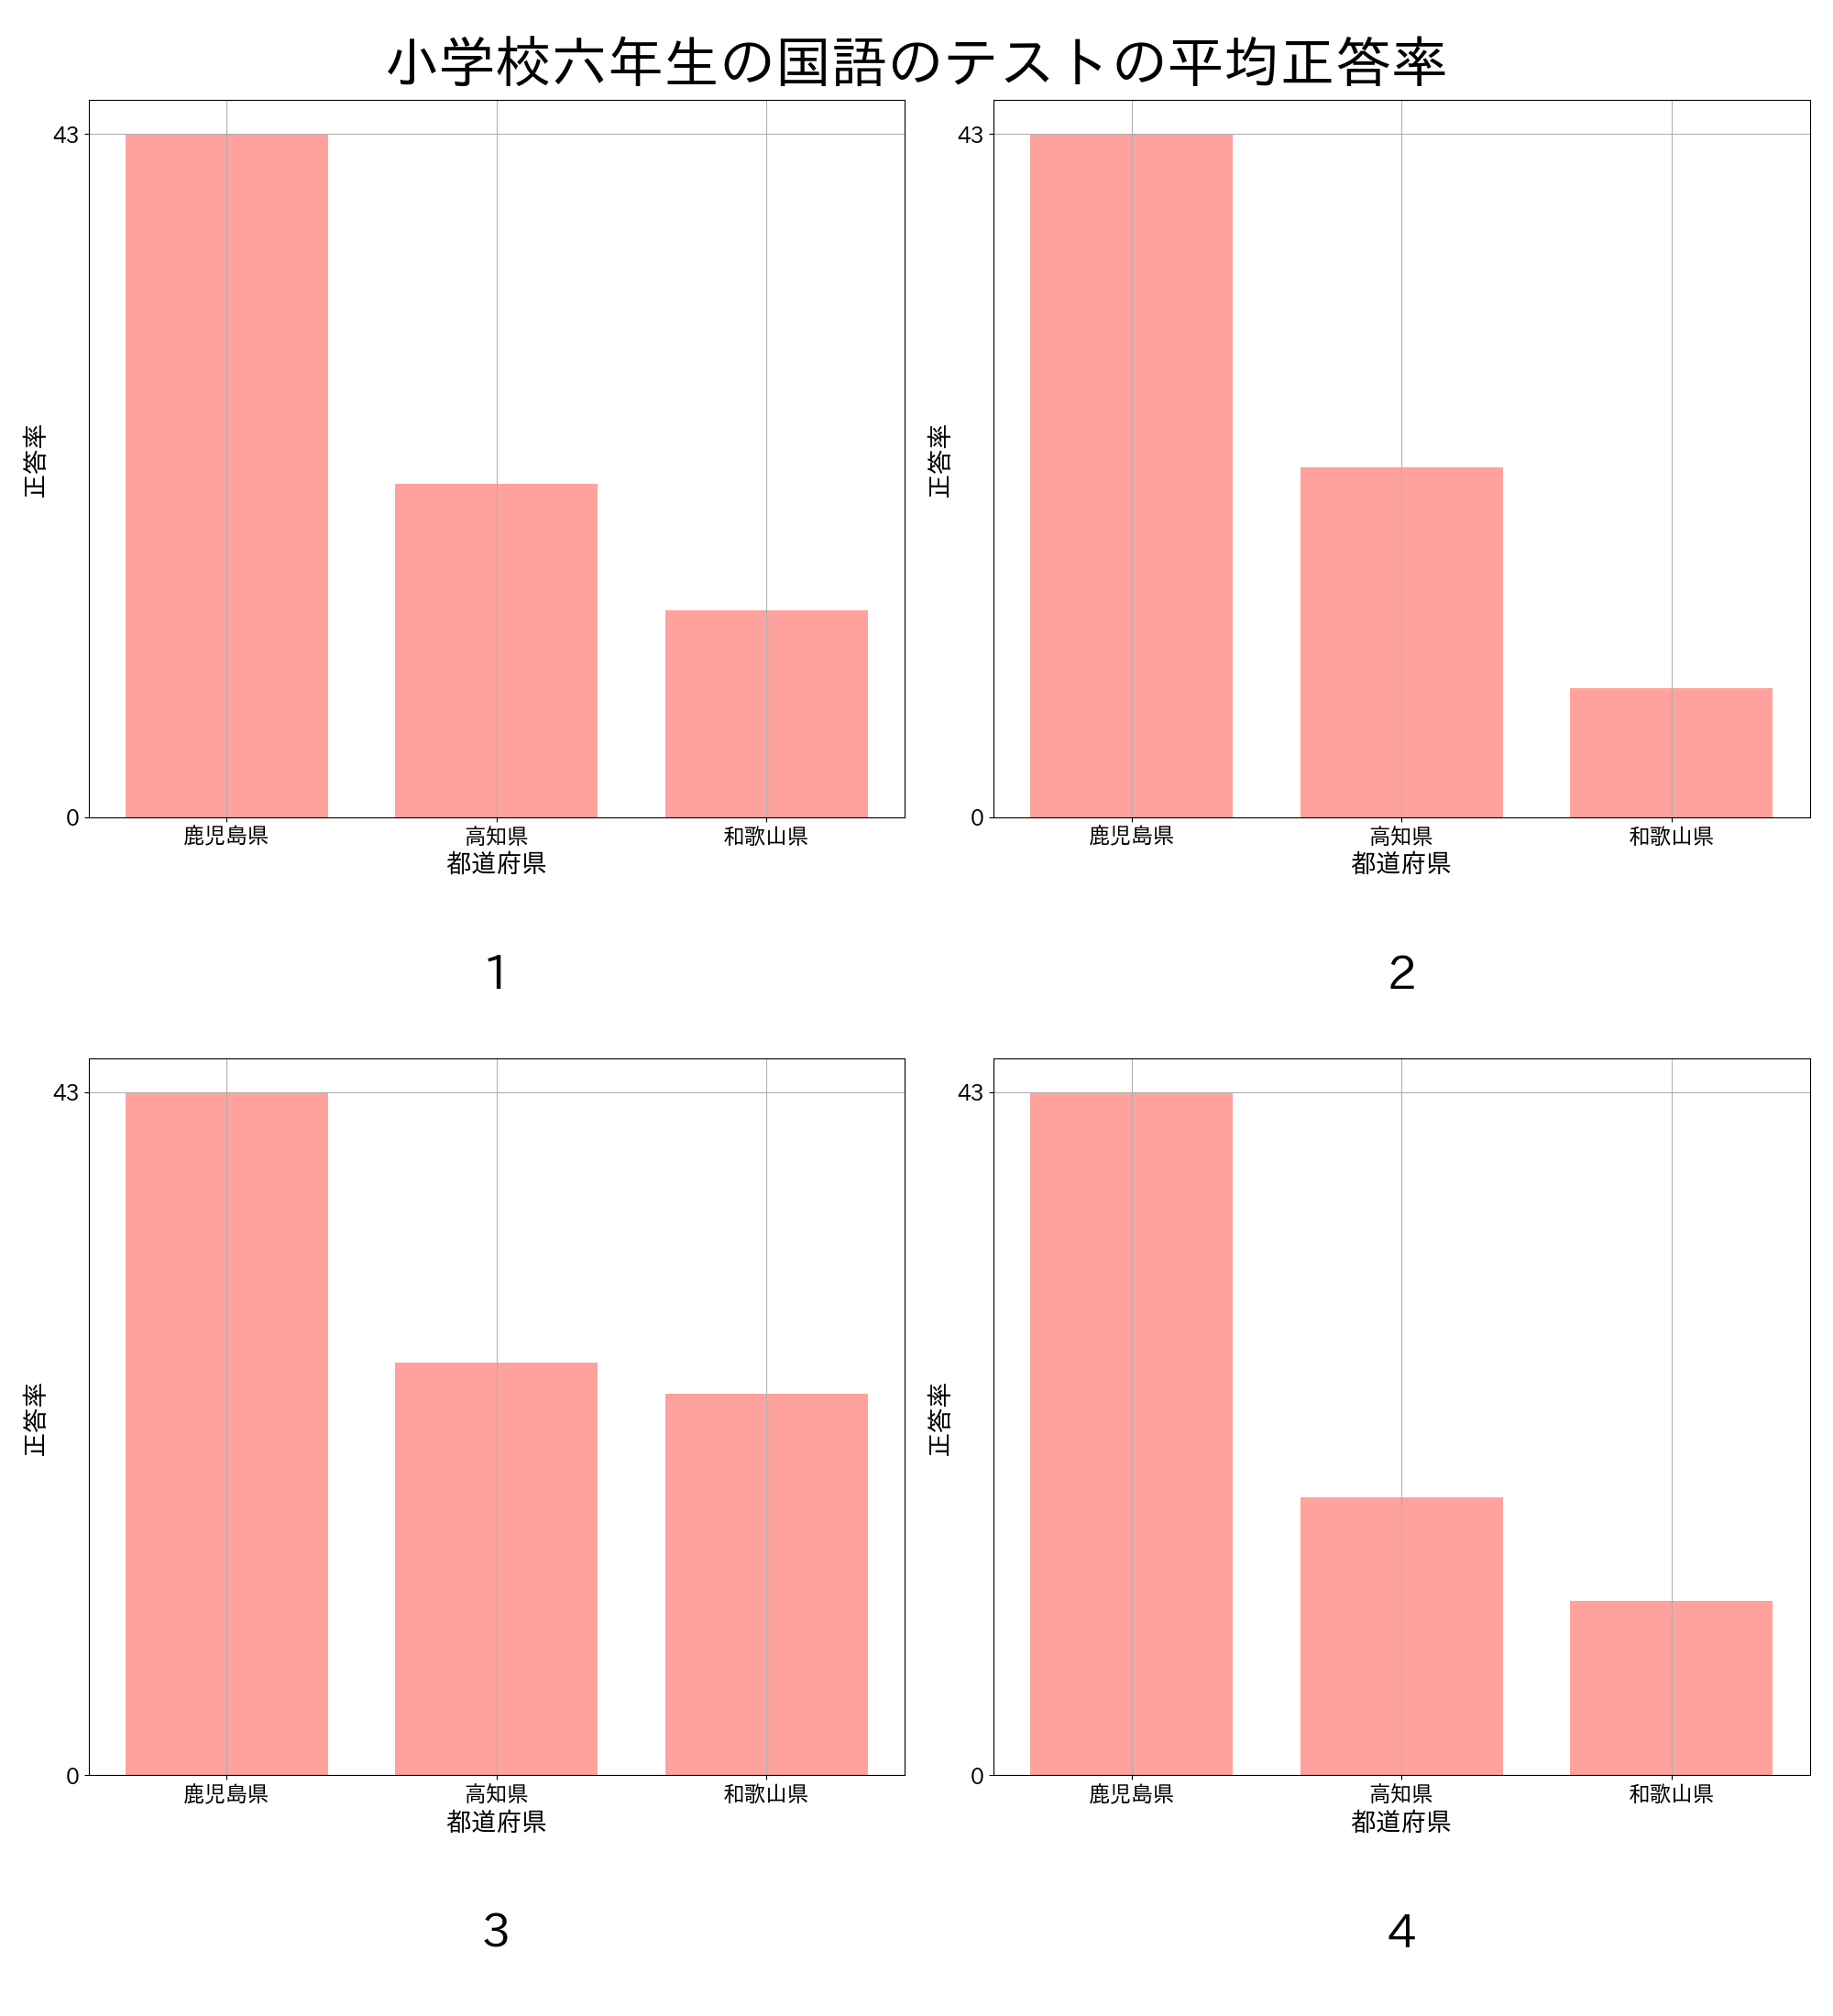 小学校六年生の国語のテストの平均正答率
43
正答率
0
鹿児島県 高知県 和歌山県
都道府県
1
43
正答率
0
鹿児島県 高知県 和歌山県
都道府県
2
43
正答率
0
鹿児島県 高知県 和歌山県
都道府県
3
43
正答率
0
鹿児島県 高知県 和歌山県
都道府県
4